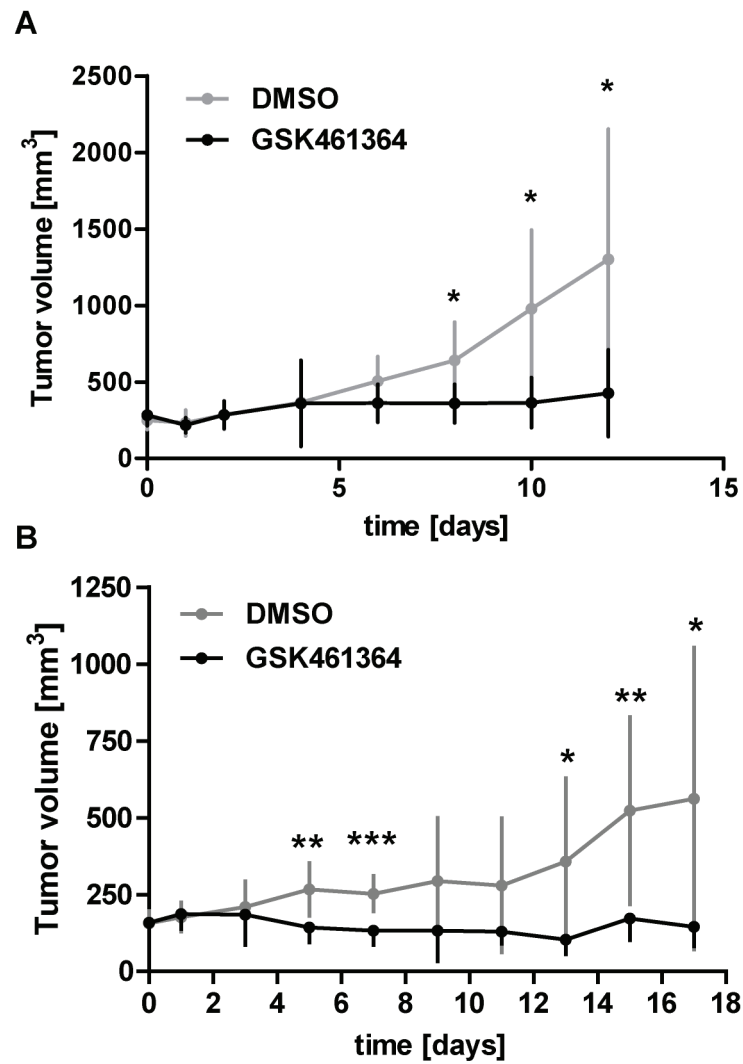 A
2500
2000
1500
1000
500
0
Tumor volume [mm³]
DMSO
GSK461364
*
*
*
0 5 10 15
time [days]
B
1250
1000
750
500
250
0
Tumor volume [mm³]
DMSO
GSK461364
** *** * ** *
0 2 4 6 8 10 12 14 16 18
time [days]